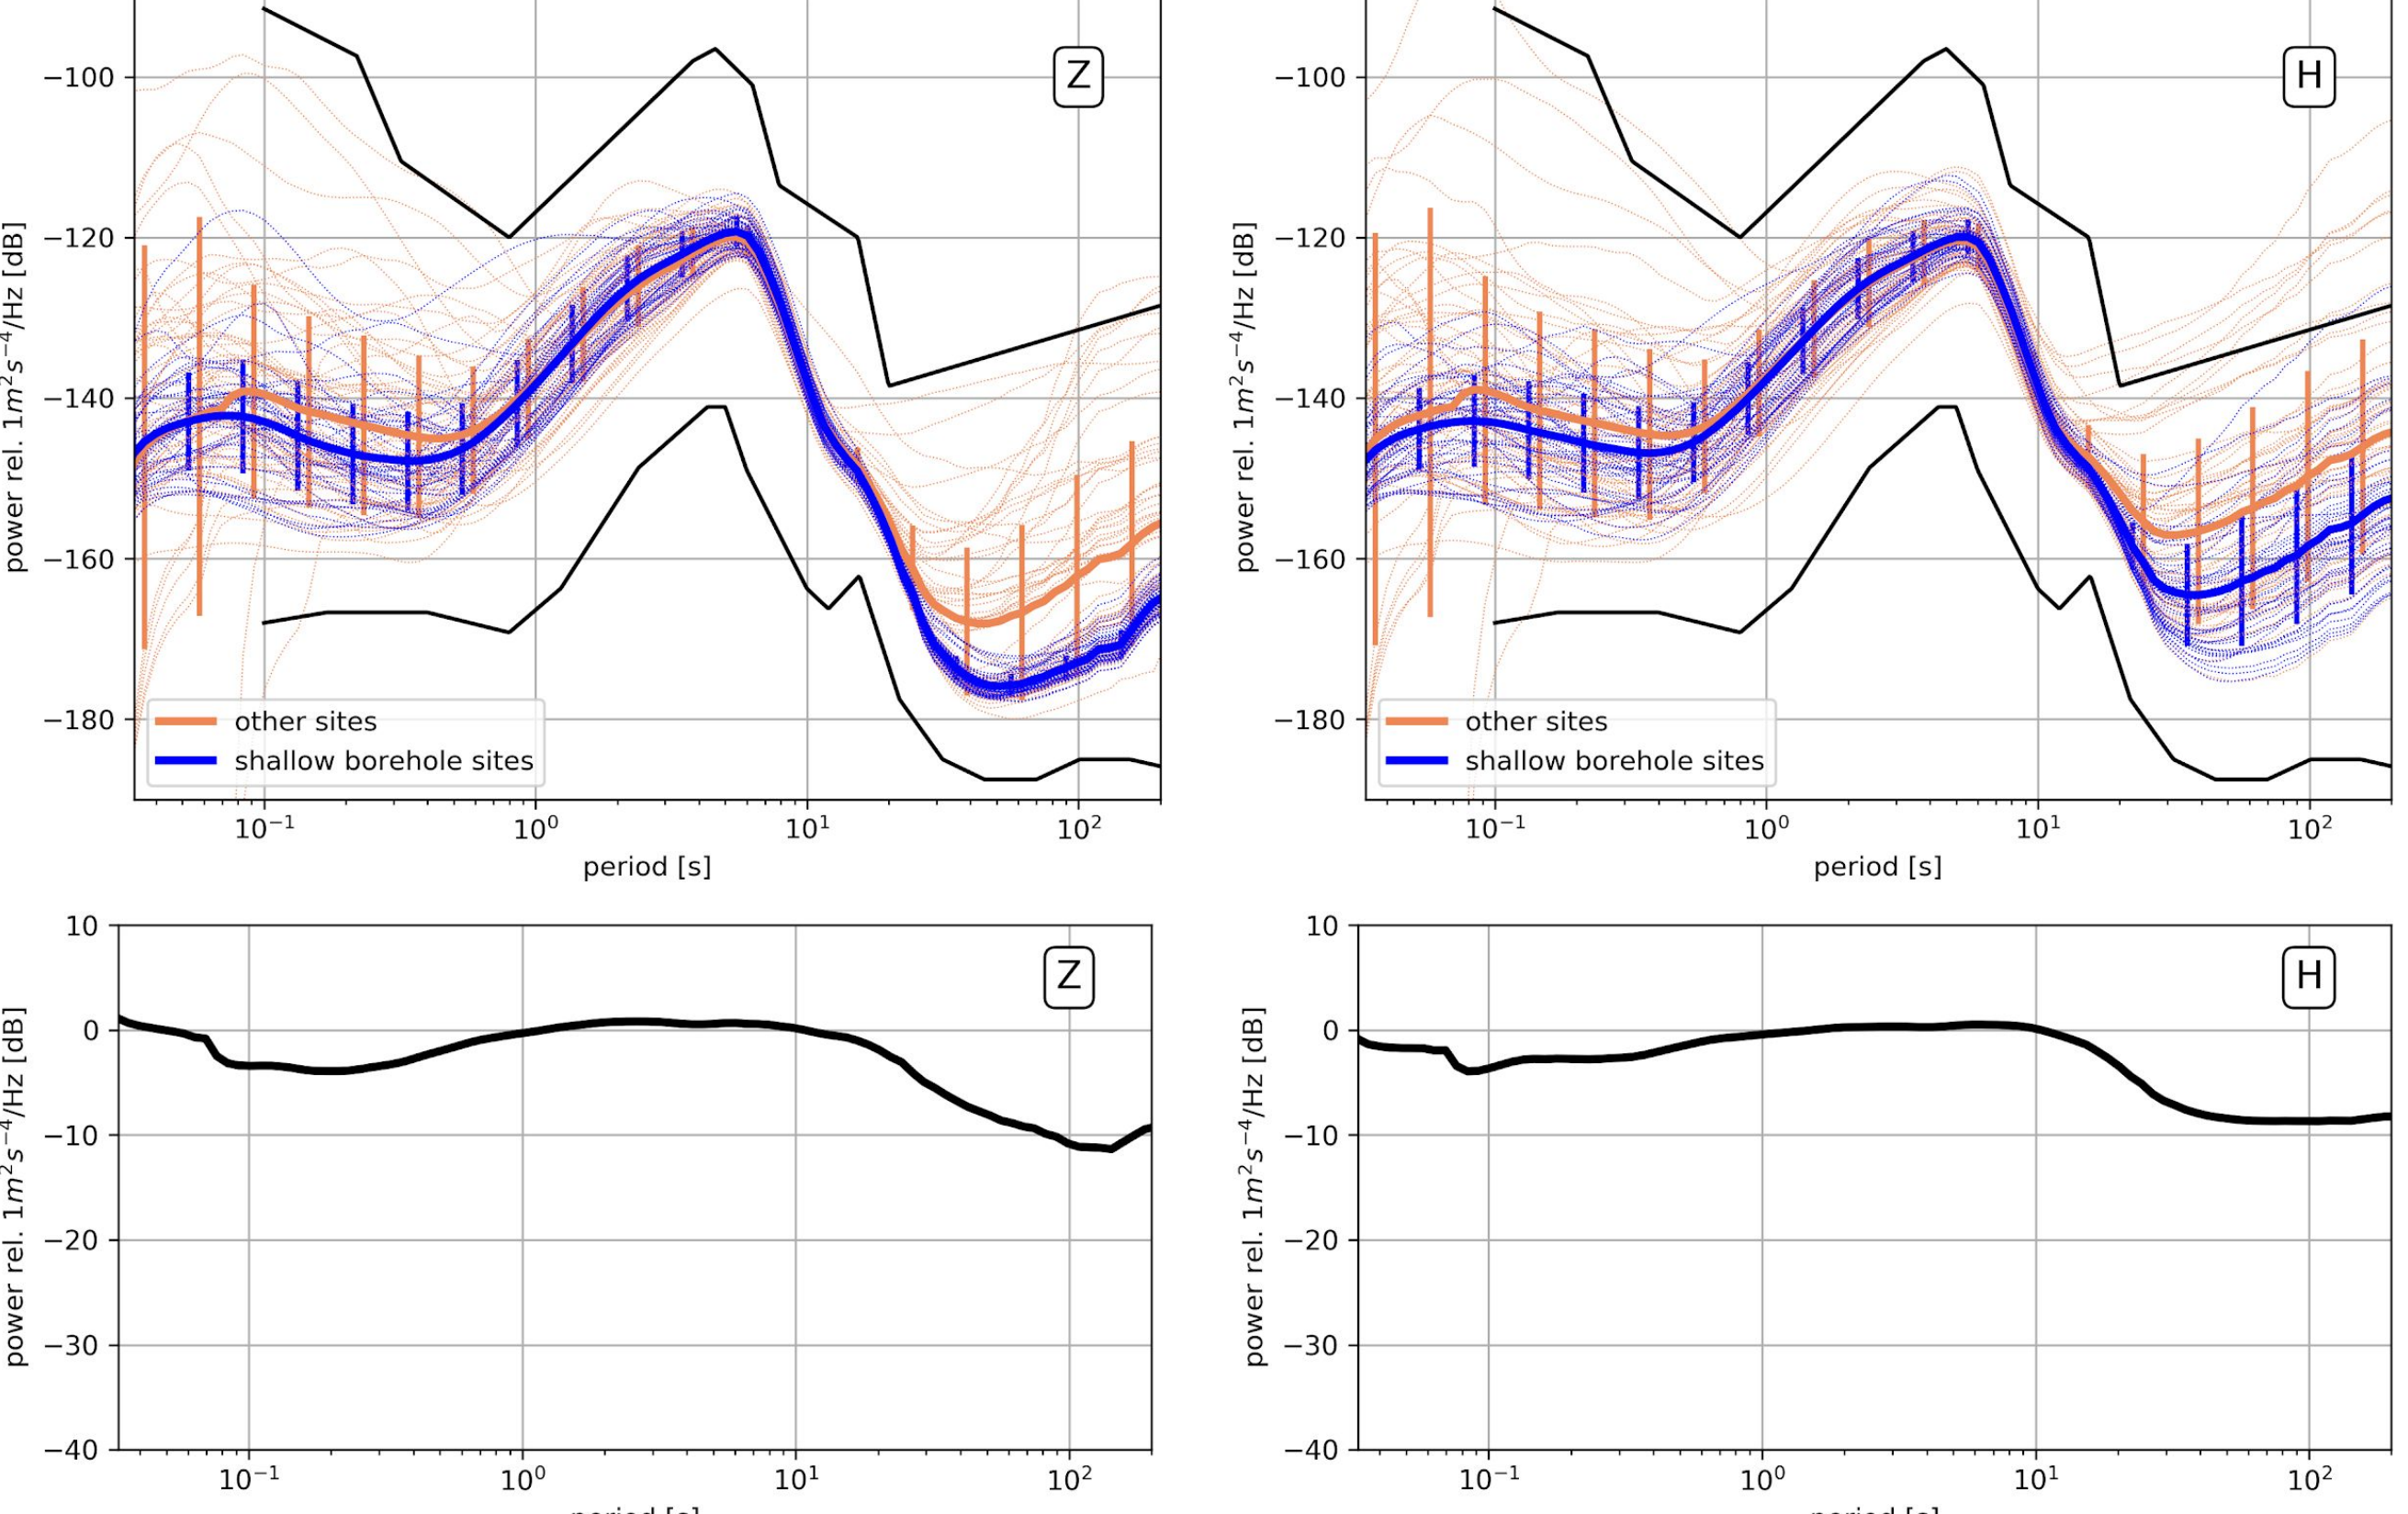 Z
−100
−120
−140
−160
−180
power rel. 1m²s⁻⁴/Hz [dB]
other sites
shallow borehole sites
10⁻¹ 10⁰ 10¹ 10²
period [s]
H
−100
−120
−140
−160
−180
power rel. 1m²s⁻⁴/Hz [dB]
other sites
shallow borehole sites
10⁻¹ 10⁰ 10¹ 10²
period [s]
Z
10
0
−10
−20
−30
−40
power rel. 1m²s⁻⁴/Hz [dB]
10⁻¹ 10⁰ 10¹ 10²
period [s]
H
10
0
−10
−20
−30
−40
power rel. 1m²s⁻⁴/Hz [dB]
10⁻¹ 10⁰ 10¹ 10²
period [s]